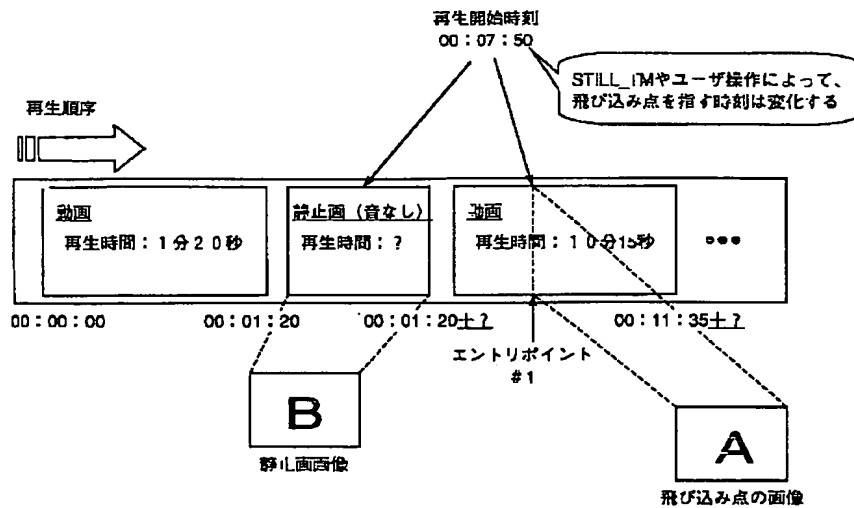 再生開始時刻
00:07:50
STILL_TMやユーザ操作によって、
飛び込み点を指す時刻は変化する
再生順序
動画
再生時間：1分20秒
静止画（音なし）
再生時間：？
動画
再生時間：10分15秒
●●●
00:00:00
00:01:20
00:01:20＋？
00:11:35＋？
エントリポイント
#1
B
静止画画像
A
飛び込み点の画像